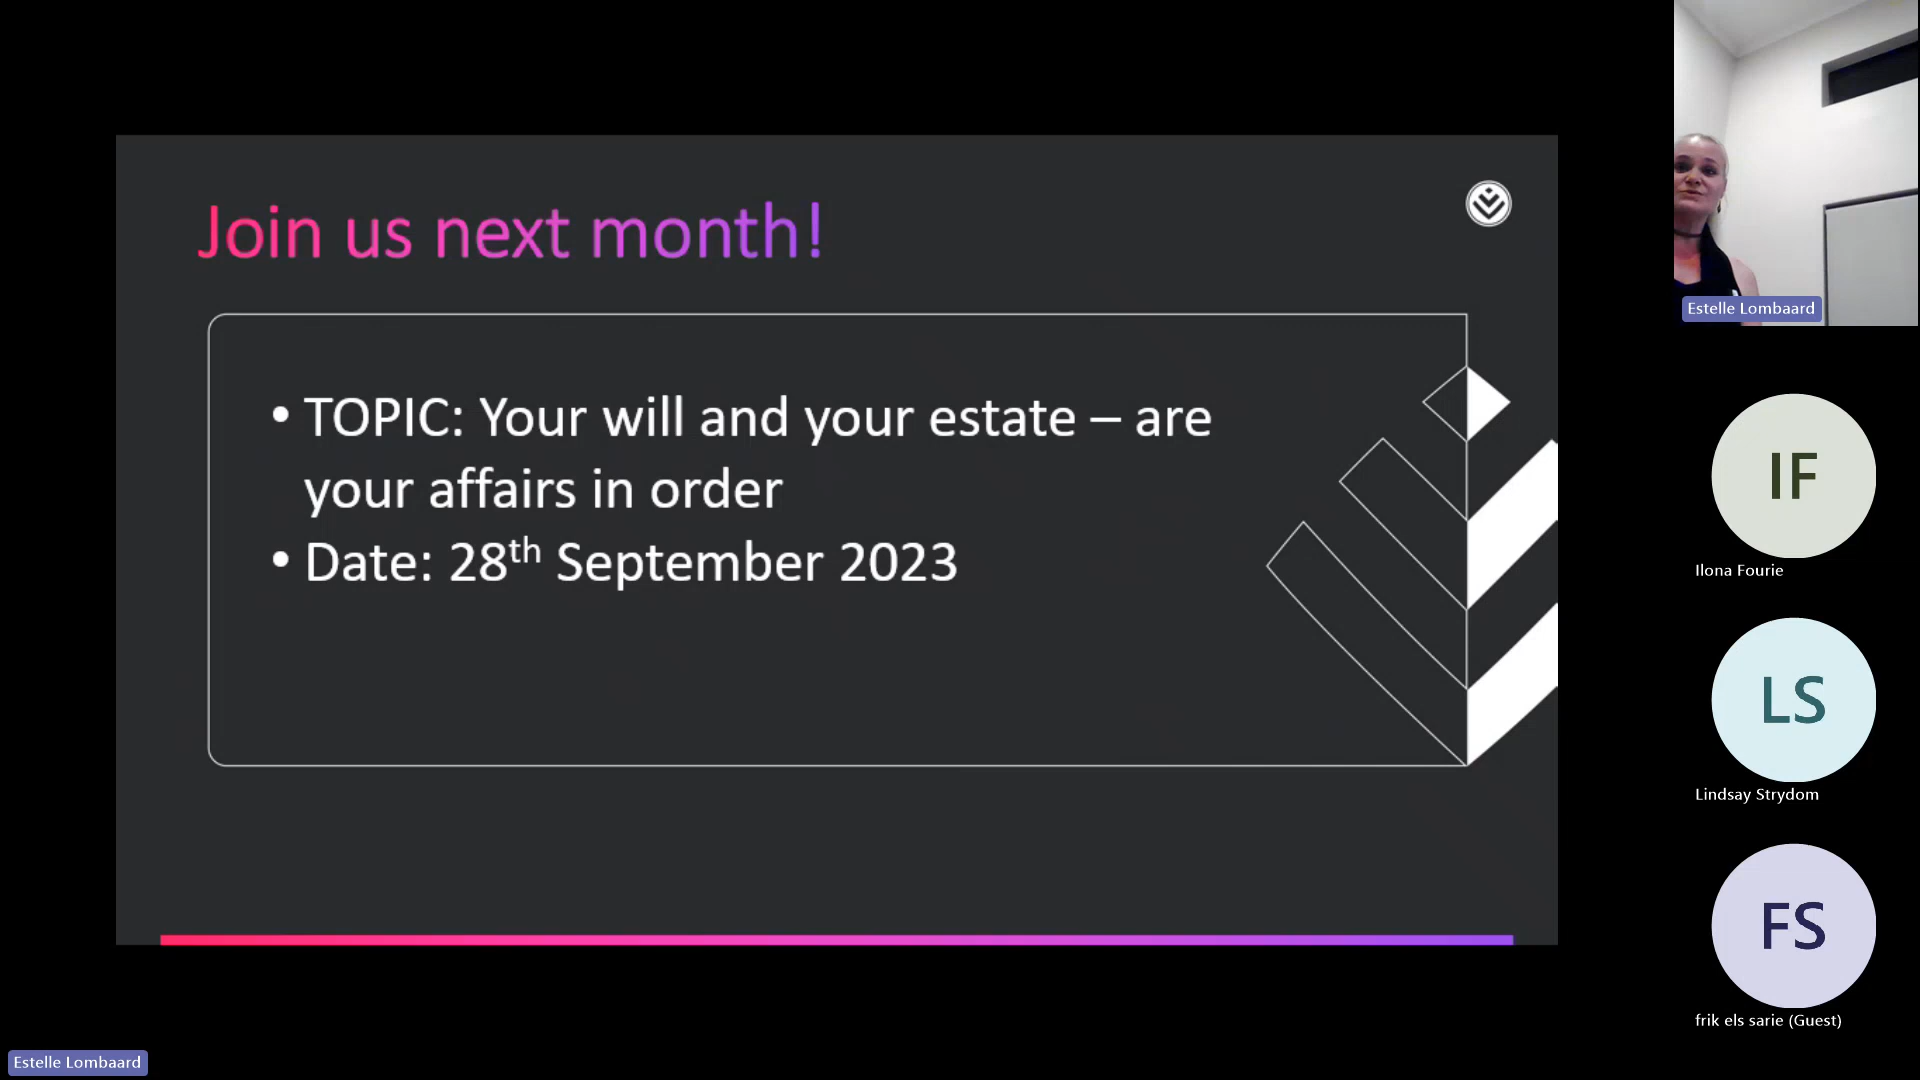 Join us next month!
• TOPIC: Your will and your estate – are
your affairs in order
• Date: 28th September 2023
Estelle Lombaard
IF
Ilona Fourie
LS
Lindsay Strydom
FS
frik els sarie (Guest)
Estelle Lombaard